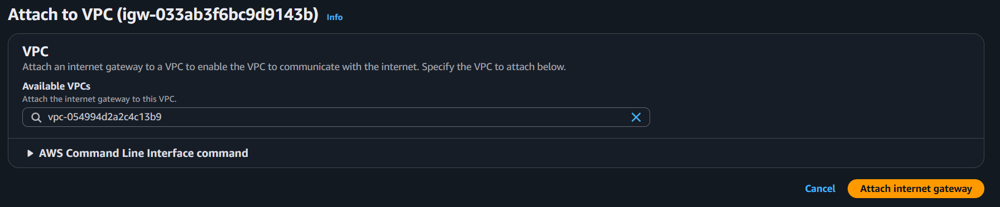 Attach to VPC (igw-033ab3f6bc9d9143b) Info
VPC
Attach an internet gateway to a VPC to enable the VPC to communicate with the internet. Specify the VPC to attach below.
Available VPCs
Attach the internet gateway to this VPC.
vpc-054994d2a2c4c13b9
AWS Command Line Interface command
Cancel Attach internet gateway